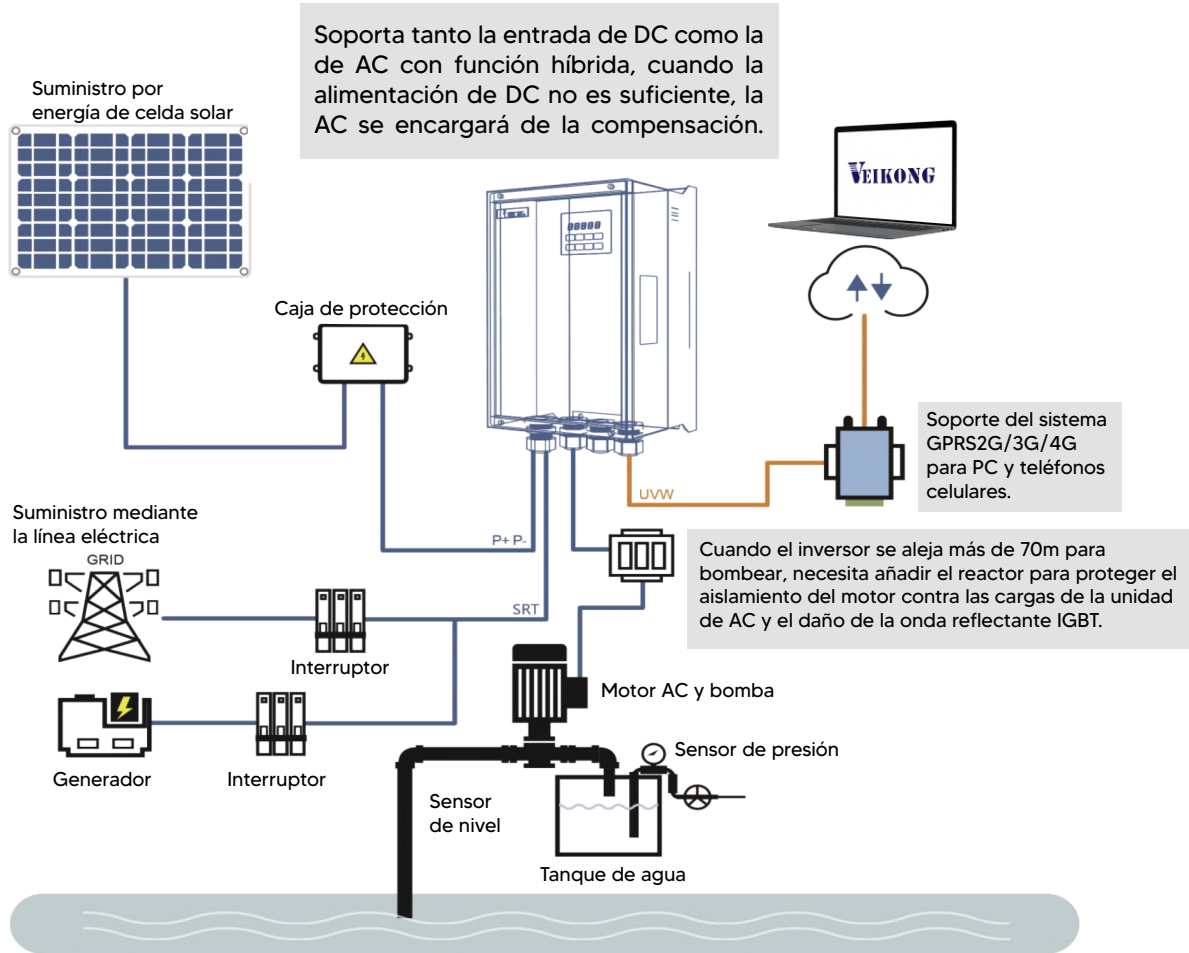 Soporta tanto la entrada de DC como la
de AC con función híbrida, cuando la
alimentación de DC no es suficiente, la
AC se encargará de la compensación.
Suministro por
energía de celda solar
VEIKONG
Caja de protección
Soporte del sistema
GPRS2G/3G/4G
para PC y teléfonos
celulares.
UVW
Suministro mediante
la línea eléctrica
GRID
P+ P-
Cuando el inversor se aleja más de 70m para
bombear, necesita añadir el reactor para proteger el
aislamiento del motor contra las cargas de la unidad
de AC y el daño de la onda reflectante IGBT.
SRT
Interruptor
Motor AC y bomba
Sensor de presión
Generador
Interruptor
Sensor
de nivel
Tanque de agua